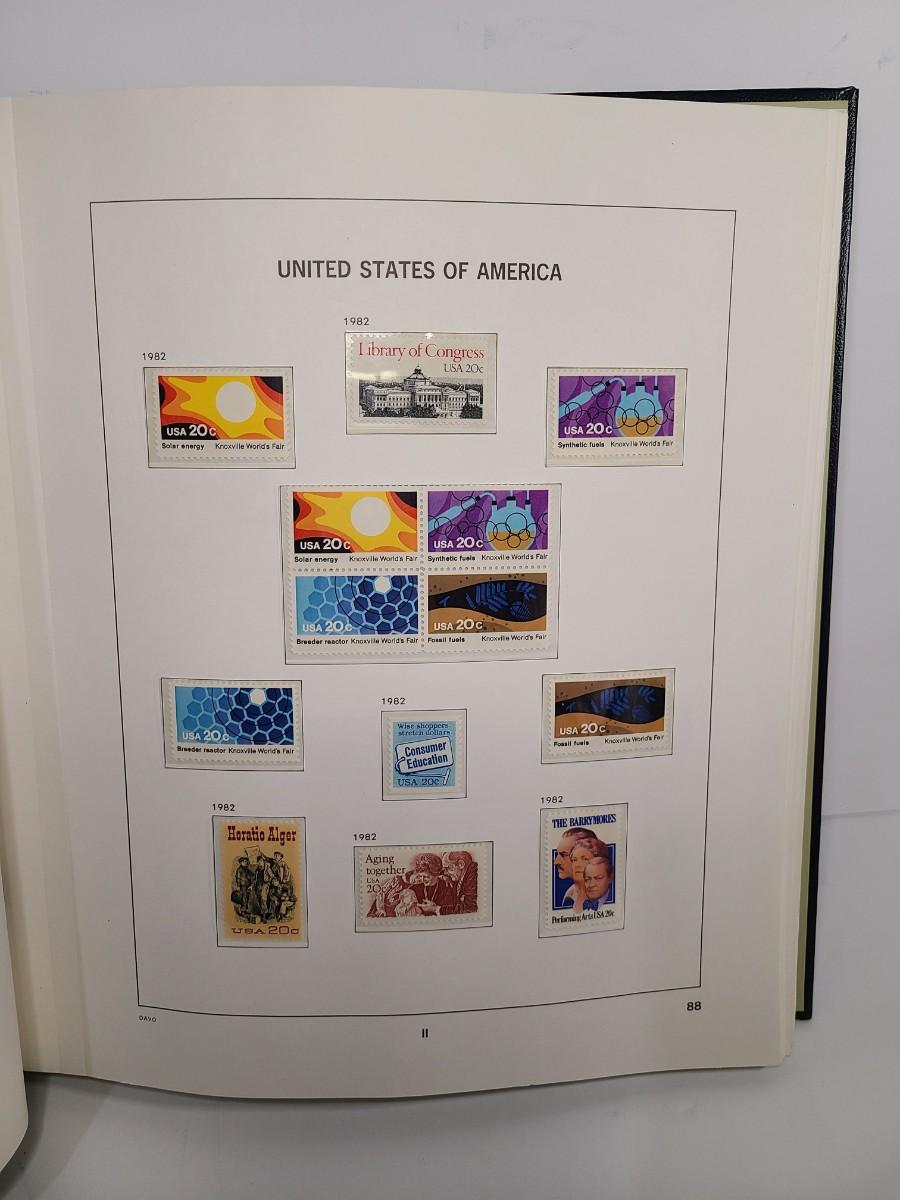 UNITED STATES OF AMERICA
1982
Library of Congress
USA 20c
1982
USA 20c
Solar energy Knoxville World's Fair
USA 20c
Synthetic fuels Knoxville World's Fair
USA 20c
Solar energy Knoxville World's Fair
USA 20c
Synthetic fuels Knoxville World's Fair
USA 20c
Breeder reactor Knoxville World's Fair
USA 20c
Fossil fuels Knoxville World's Fair
USA 20c
Breeder reactor Knoxville World's Fair
1982
Wise shoppers
stretch dollars
Consumer
Education
USA 20c
USA 20c
Fossil fuels Knoxville World's Fair
1982
Horatio Alger
USA 20c
1982
Aging
together
USA
20c
1982
THE BARRYMORES
Performing Arts USA 20c
DAVO
II
88